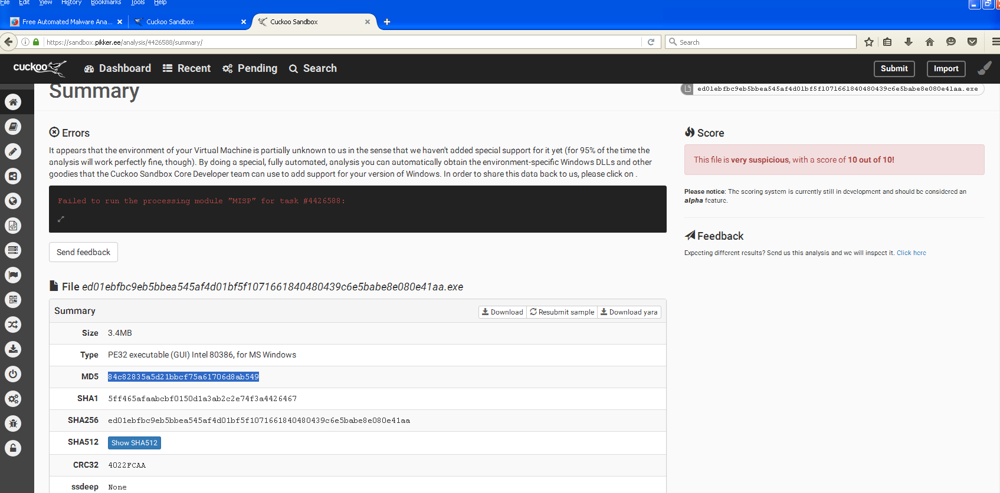 File Edit View History Bookmarks Tools Help
Free Automated Malware Ana... Cuckoo Sandbox Cuckoo Sandbox
https://sandbox.pikker.ee/analysis/4426588/summary/ Search
cuckoo Dashboard Recent Pending Search Submit Import
Summary
ed01ebfbc9eb5bbea545af4d01bf5f1071661840480439c6e5babe8e080e41aa.exe
Errors
It appears that the environment of your Virtual Machine is partially unknown to us in the sense that we haven't added special support for it yet (for 95% of the time the
analysis will work perfectly fine, though). By doing a special, fully automated, analysis you can automatically obtain the environment-specific Windows DLLs and other
goodies that the Cuckoo Sandbox Core Developer team can use to add support for your version of Windows. In order to share this data back to us, please click on .
Failed to run the processing module "MISP" for task #4426588:
Send feedback
Score
This file is very suspicious, with a score of 10 out of 10!
Please notice: The scoring system is currently still in development and should be considered an
alpha feature.
Feedback
Expecting different results? Send us this analysis and we will inspect it. Click here
File ed01ebfbc9eb5bbea545af4d01bf5f1071661840480439c6e5babe8e080e41aa.exe
Summary Download Resubmit sample Download yara
Size 3.4MB
Type PE32 executable (GUI) Intel 80386, for MS Windows
MD5 84c82835a5d21bbcf75a61706d8ab549
SHA1 5ff465afaabcbf0150d1a3ab2c2e74f3a4426467
SHA256 ed01ebfbc9eb5bbea545af4d01bf5f1071661840480439c6e5babe8e080e41aa
SHA512 Show SHA512
CRC32 4022FCAA
ssdeep None